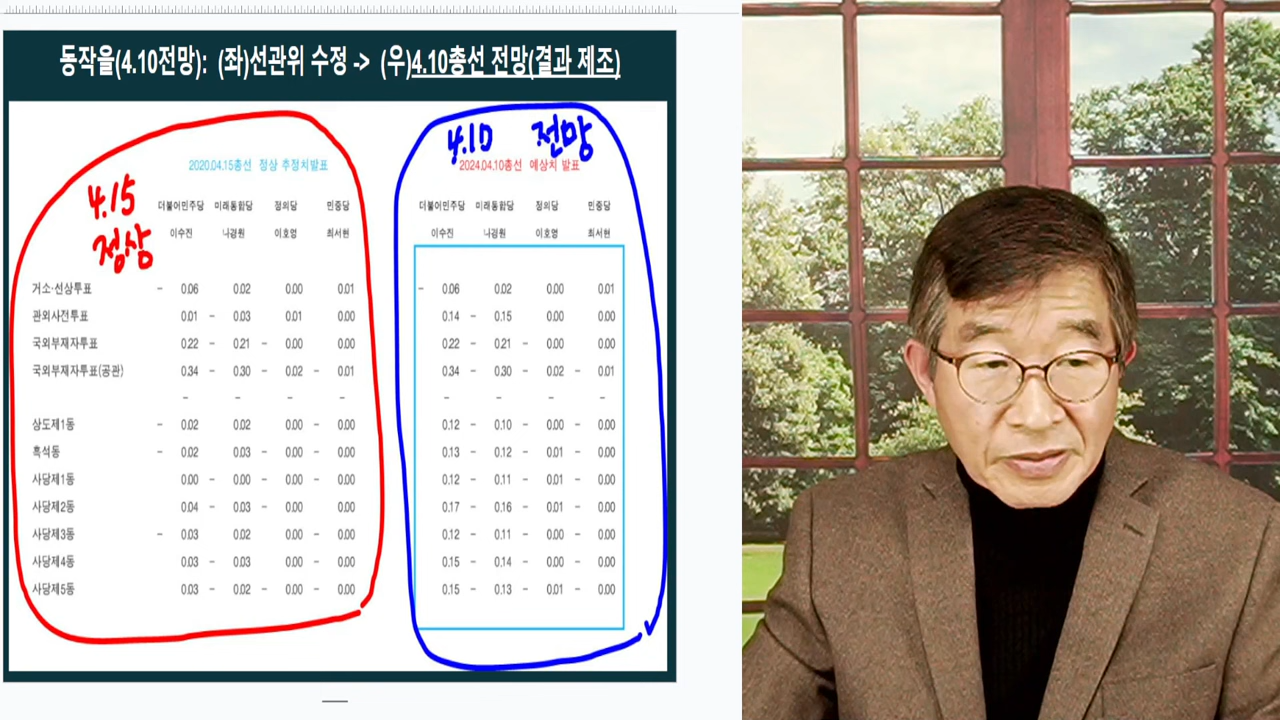 동작을(4.10전망): (좌)선관위 수정 -> (우)4.10총선 전망(결과 제조)
4.15 정상
2020.04.15총선 정상 추정치발표
더불어민주당 미래통합당 정의당 민중당
이수진 나경원 이호영 최서현
거소·선상투표 - 0.06 0.02 0.00 0.01
관외사전투표 0.01 - 0.03 0.01 0.00
국외부재자투표 0.22 - 0.21 - 0.00 0.00
국외부재자투표(공관) 0.34 - 0.30 - 0.02 - 0.01
- - - -
상도제1동 - 0.02 0.02 - 0.00 - 0.00
흑석동 - 0.02 0.03 - 0.00 - 0.00
사당제1동 0.00 - 0.00 - 0.00 - 0.00
사당제2동 0.04 - 0.03 - 0.00 - 0.00
사당제3동 - 0.03 0.02 - 0.00 - 0.00
사당제4동 0.03 - 0.03 - 0.00 - 0.00
사당제5동 0.03 - 0.02 - 0.00 - 0.00
4.10 전망
2024.04.10총선 예상치 발표
더불어민주당 미래통합당 정의당 민중당
이수진 나경원 이호영 최서현
- 0.06 0.02 0.00 0.01
0.14 - 0.15 0.00 0.00
0.22 - 0.21 - 0.00 0.00
0.34 - 0.30 - 0.02 - 0.01
- - - -
0.12 - 0.10 - 0.00 - 0.00
0.13 - 0.12 - 0.01 - 0.00
0.12 - 0.11 - 0.01 - 0.00
0.17 - 0.16 - 0.01 - 0.00
0.12 - 0.11 - 0.00 - 0.00
0.15 - 0.14 - 0.00 - 0.00
0.15 - 0.13 - 0.01 - 0.00